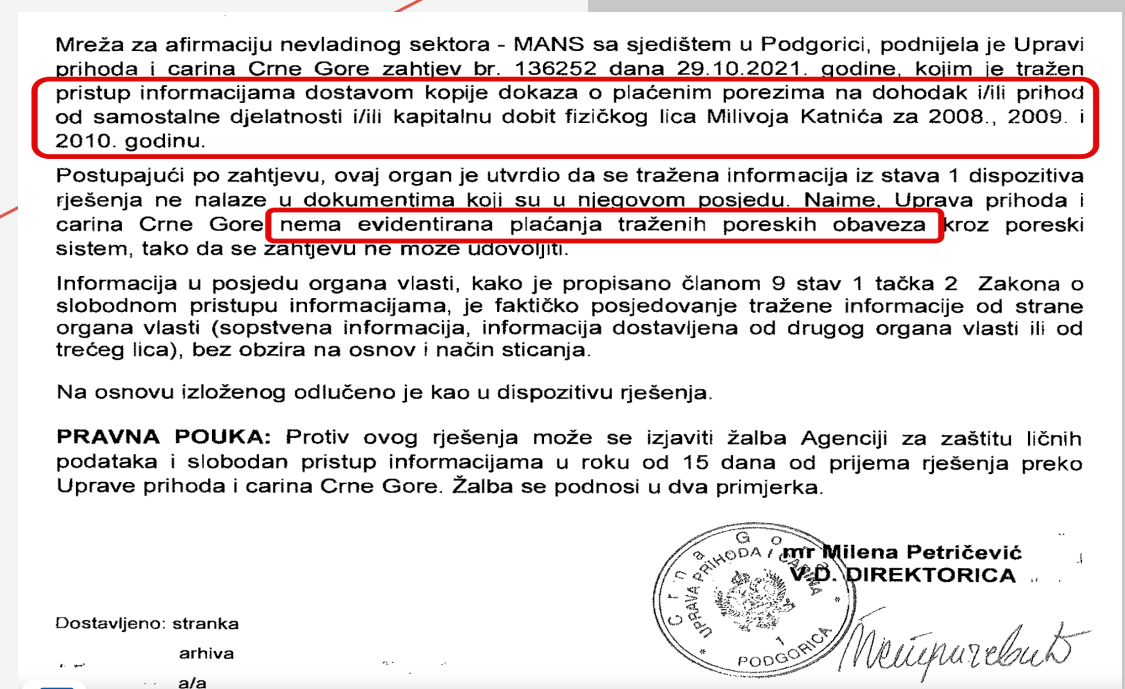 Mreža za afirmaciju nevladinog sektora - MANS sa sjedištem u Podgorici, podnijela je Upravi
prihoda i carina Crne Gore zahtjev br. 136252 dana 29.10.2021. godine, kojim je tražen
pristup informacijama dostavom kopije dokaza o plaćenim porezima na dohodak i/ili prihod
od samostalne djelatnosti i/ili kapitalnu dobit fizičkog lica Milivoja Katnića za 2008., 2009. i
2010. godinu.
Postupajući po zahtjevu, ovaj organ je utvrdio da se tražena informacija iz stava 1 dispozitiva
rješenja ne nalaze u dokumentima koji su u njegovom posjedu. Naime, Uprava prihoda i
carina Crne Gore nema evidentirana plaćanja traženih poreskih obaveza kroz poreski
sistem, tako da se zahtjevu ne može udovoljiti.
Informacija u posjedu organa vlasti, kako je propisano članom 9 stav 1 tačka 2 Zakona o
slobodnom pristupu informacijama, je faktičko posjedovanje tražene informacije od strane
organa vlasti (sopstvena informacija, informacija dostavljena od drugog organa vlasti ili od
trećeg lica), bez obzira na osnov i način sticanja.
Na osnovu izloženog odlučeno je kao u dispozitivu rješenja.
PRAVNA POUKA: Protiv ovog rješenja može se izjaviti žalba Agenciji za zaštitu ličnih
podataka i slobodan pristup informacijama u roku od 15 dana od prijema rješenja preko
Uprave prihoda i carina Crne Gore. Žalba se podnosi u dva primjerka.
mr Milena Petričević
V.D. DIREKTORICA
Crna Gora
UPRAVA PRIHODA I CARINA
1
PODGORICA
Dostavljeno: stranka
arhiva
a/a